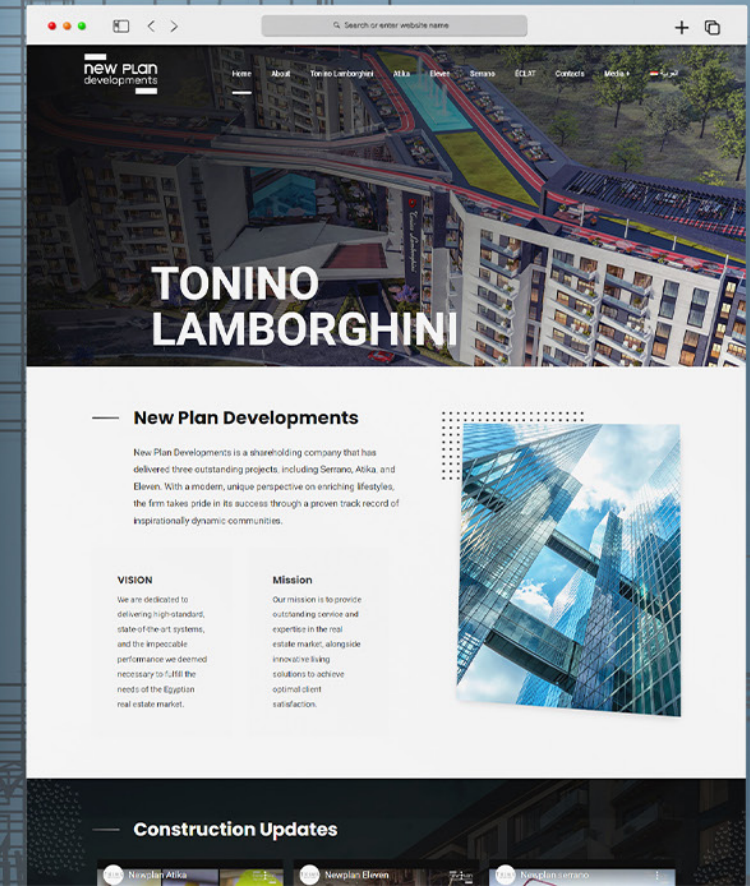 Search or enter website name
new PLan
developments
Home About Tonino Lamborghini Atika Eleven Serrano ÉCLAT Contacts Media + العربية
Tonino Lamborghini
TONINO
LAMBORGHINI
New Plan Developments
New Plan Developments is a shareholding company that has
delivered three outstanding projects, including Serrano, Atika, and
Eleven. With a modern, unique perspective on enriching lifestyles,
the firm takes pride in its success through a proven track record of
inspirationally dynamic communities.
VISION
We are dedicated to
delivering high-standard,
state-of-the-art systems,
and the impeccable
performance we deemed
necessary to fulfill the
needs of the Egyptian
real estate market.
Mission
Our mission is to provide
outstanding service and
expertise in the real
estate market, alongside
innovative living
solutions to achieve
optimal client
satisfaction.
Construction Updates
Newplan Atika Newplan Eleven Newplan serrano